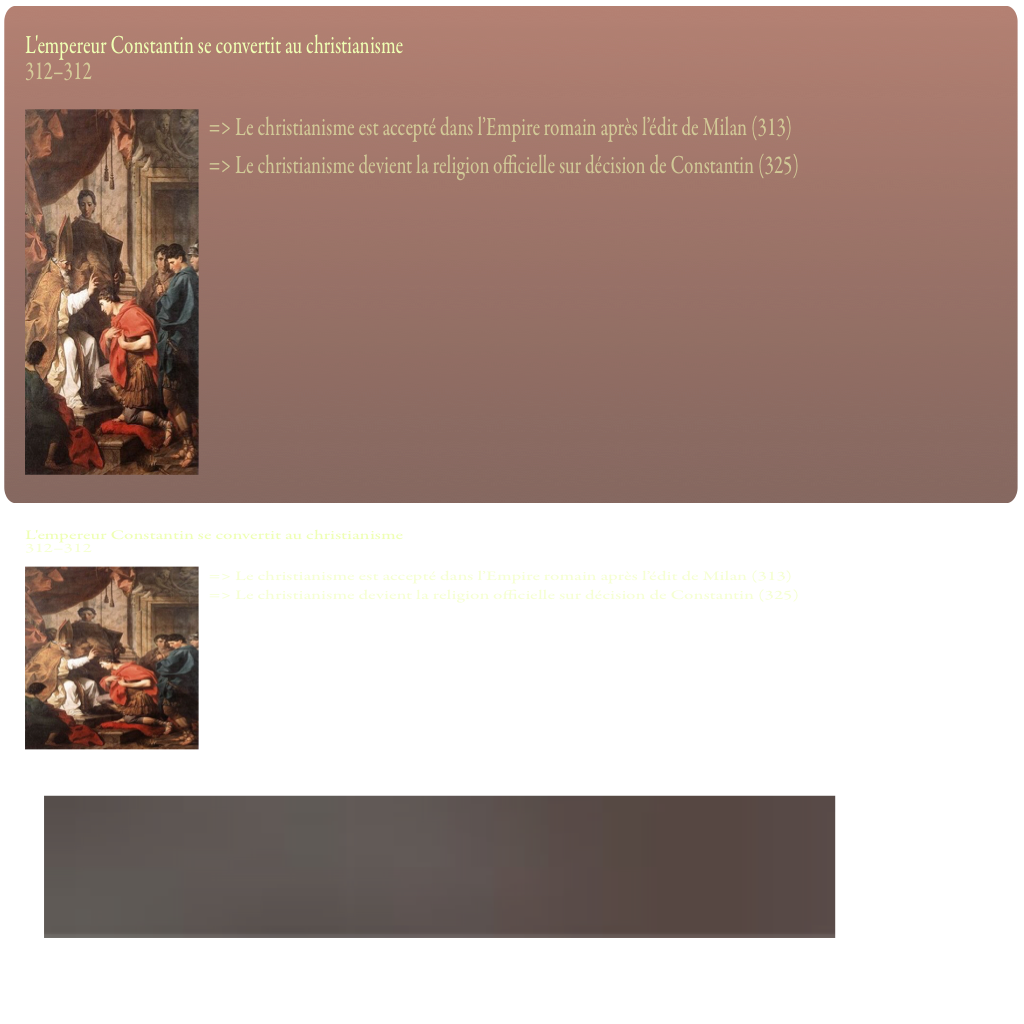 L'empereur Constantin se convertit au christianisme
312–312
=> Le christianisme est accepté dans l’Empire romain après l’édit de Milan (313)
=> Le christianisme devient la religion officielle sur décision de Constantin (325)
L'empereur Constantin se convertit au christianisme
312–312
=> Le christianisme est accepté dans l’Empire romain après l’édit de Milan (313)
=> Le christianisme devient la religion officielle sur décision de Constantin (325)